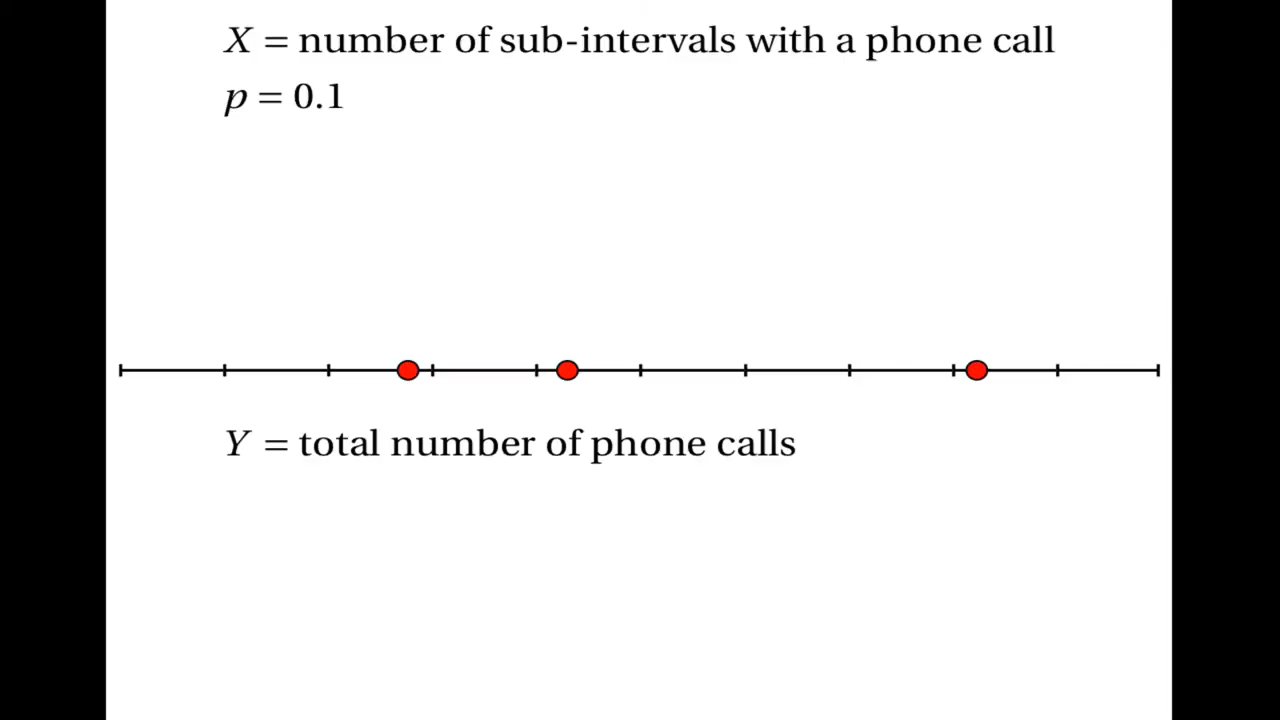 X = number of sub-intervals with a phone call
p = 0.1
Y = total number of phone calls